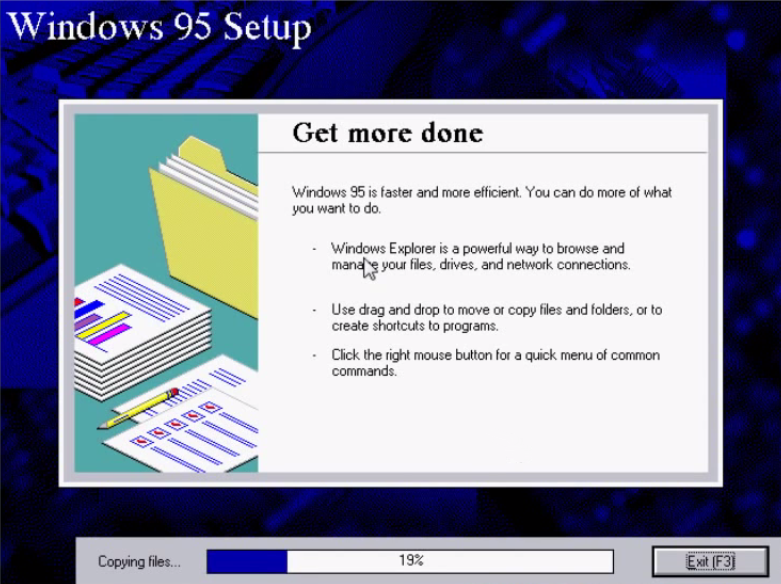 Windows 95 Setup
Get more done
Windows 95 is faster and more efficient. You can do more of what
you want to do.
- Windows Explorer is a powerful way to browse and
manage your files, drives, and network connections.
- Use drag and drop to move or copy files and folders, or to
create shortcuts to programs.
- Click the right mouse button for a quick menu of common
commands.
Copying files... 19% Exit (F3)